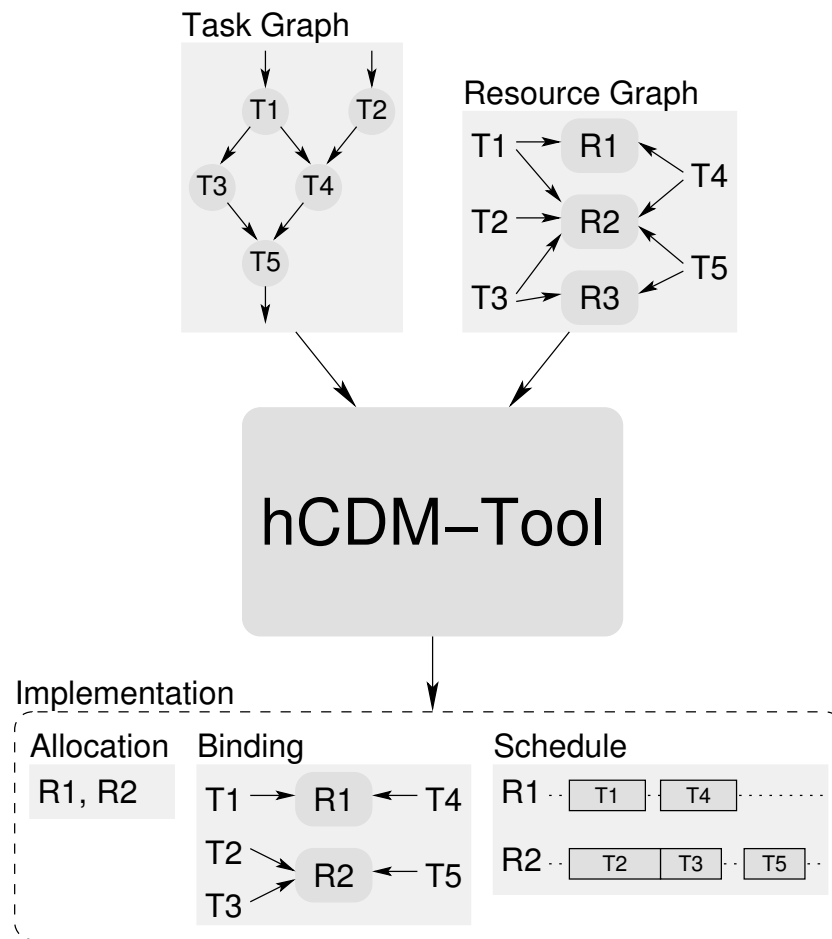 Task Graph
T1
T2
T3
T4
T5
Resource Graph
T1
R1
T4
T2
R2
T5
T3
R3
hCDM–Tool
Implementation
Allocation
R1, R2
Binding
T1
R1
T4
T2
R2
T5
T3
Schedule
R1 T1 T4
R2 T2 T3 T5